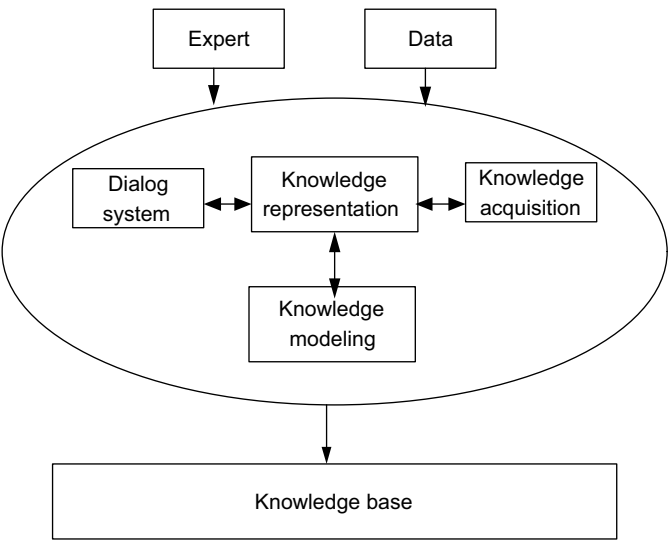 Expert
Data
Dialog
system
Knowledge
representation
Knowledge
acquisition
Knowledge
modeling
Knowledge base